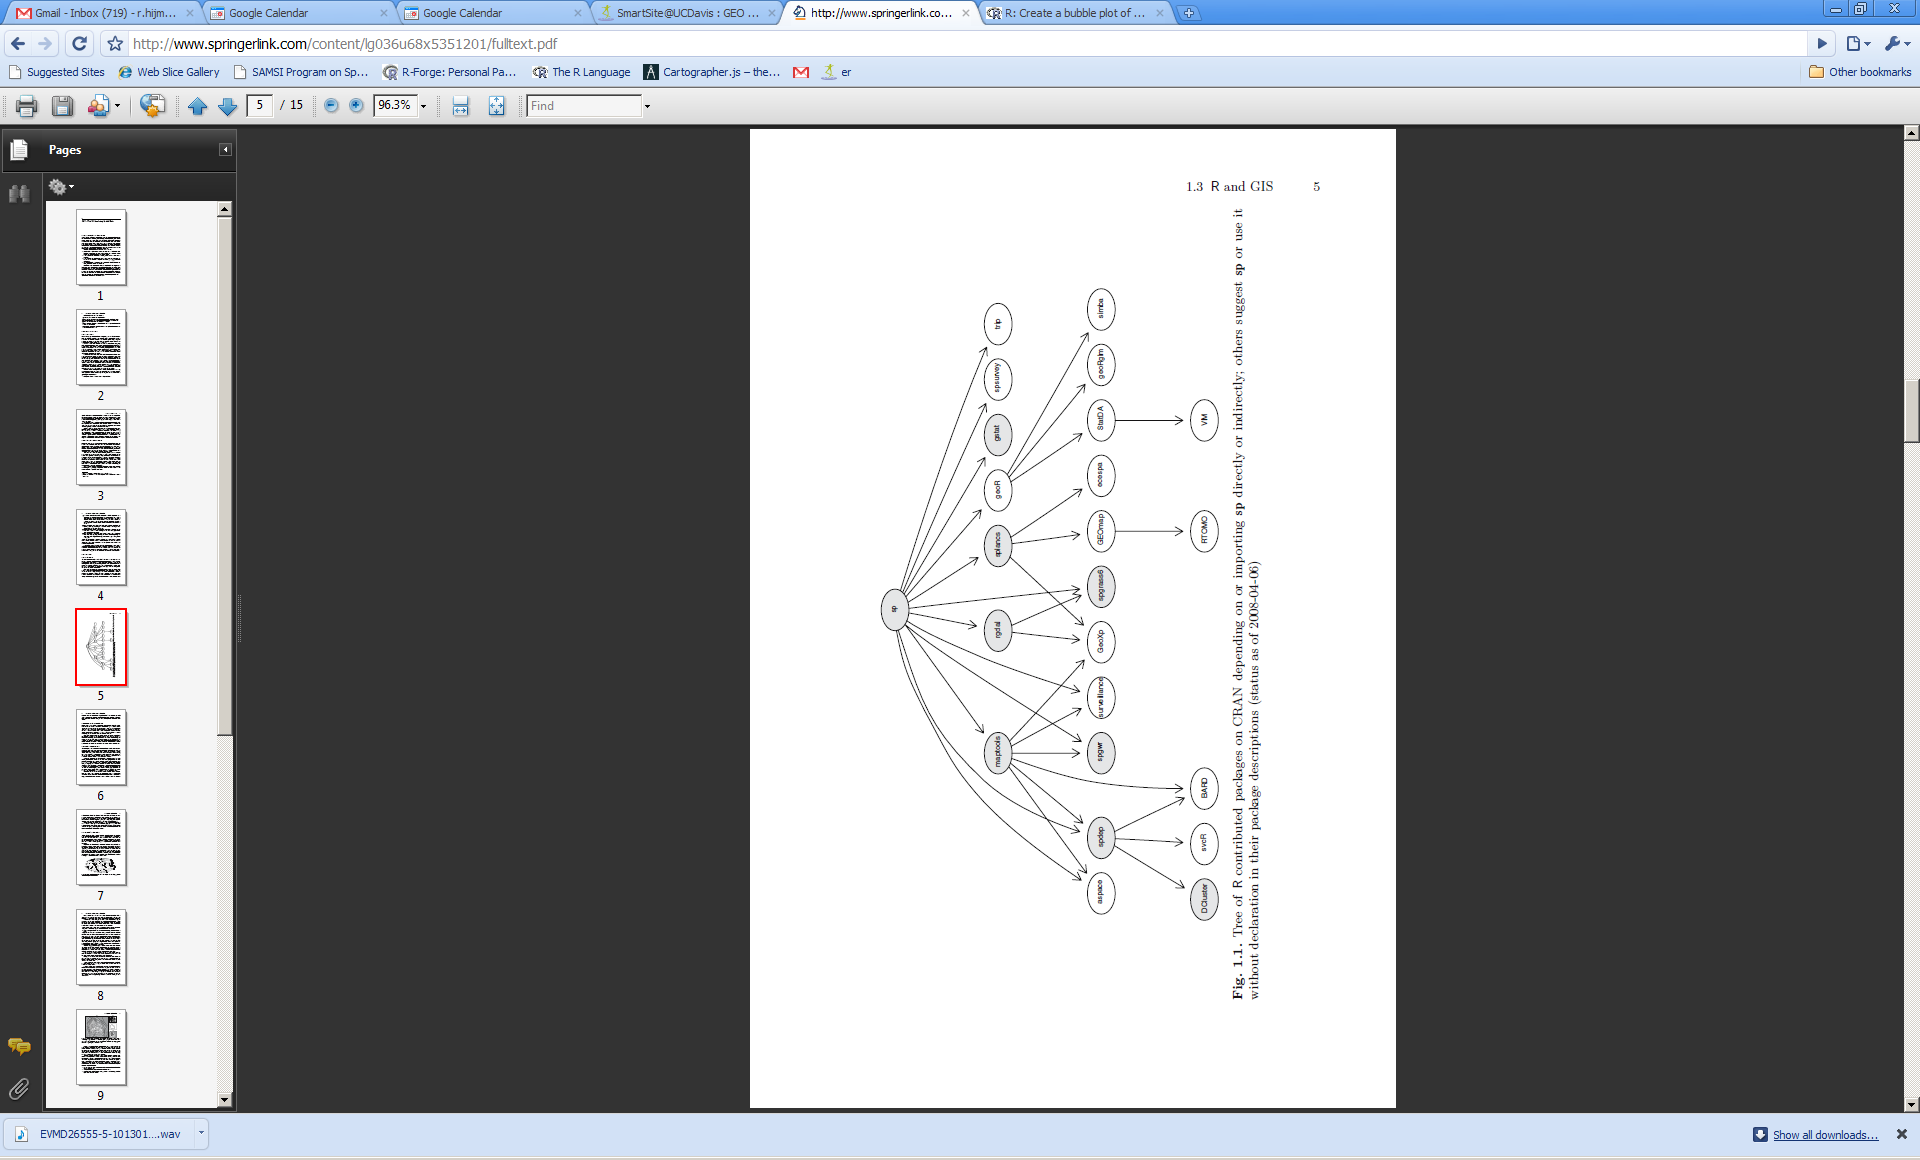 Gmail - Inbox (719) - r.hijm...
Google Calendar
Google Calendar
SmartSite@UCDavis : GEO ...
http://www.springerlink.co...
R: Create a bubble plot of ...
http://www.springerlink.com/content/lg036u68x5351201/fulltext.pdf
Suggested Sites
Web Slice Gallery
SAMSI Program on Sp...
R-Forge: Personal Pa...
The R Language
Cartographer.js – the...
er
Other bookmarks
5 / 15
96.3%
Find
Pages
1
2
3
4
5
6
7
8
9
1.3 R and GIS 5
sp
trip
spsurvey
gstat
geoR
splancs
rgdal
maptools
simba
geoRglm
StatDA
ecespa
GEOmap
spgrass6
GeoXp
surveillance
spgwr
spdep
aspace
VIM
RTOMO
BARD
svcR
DCluster
Fig. 1.1. Tree of R contributed packages on CRAN depending on or importing sp directly or indirectly; others suggest sp or use it
without declaration in their package descriptions (status as of 2008-04-06)
EVMD26555-5-101301....wav
Show all downloads...